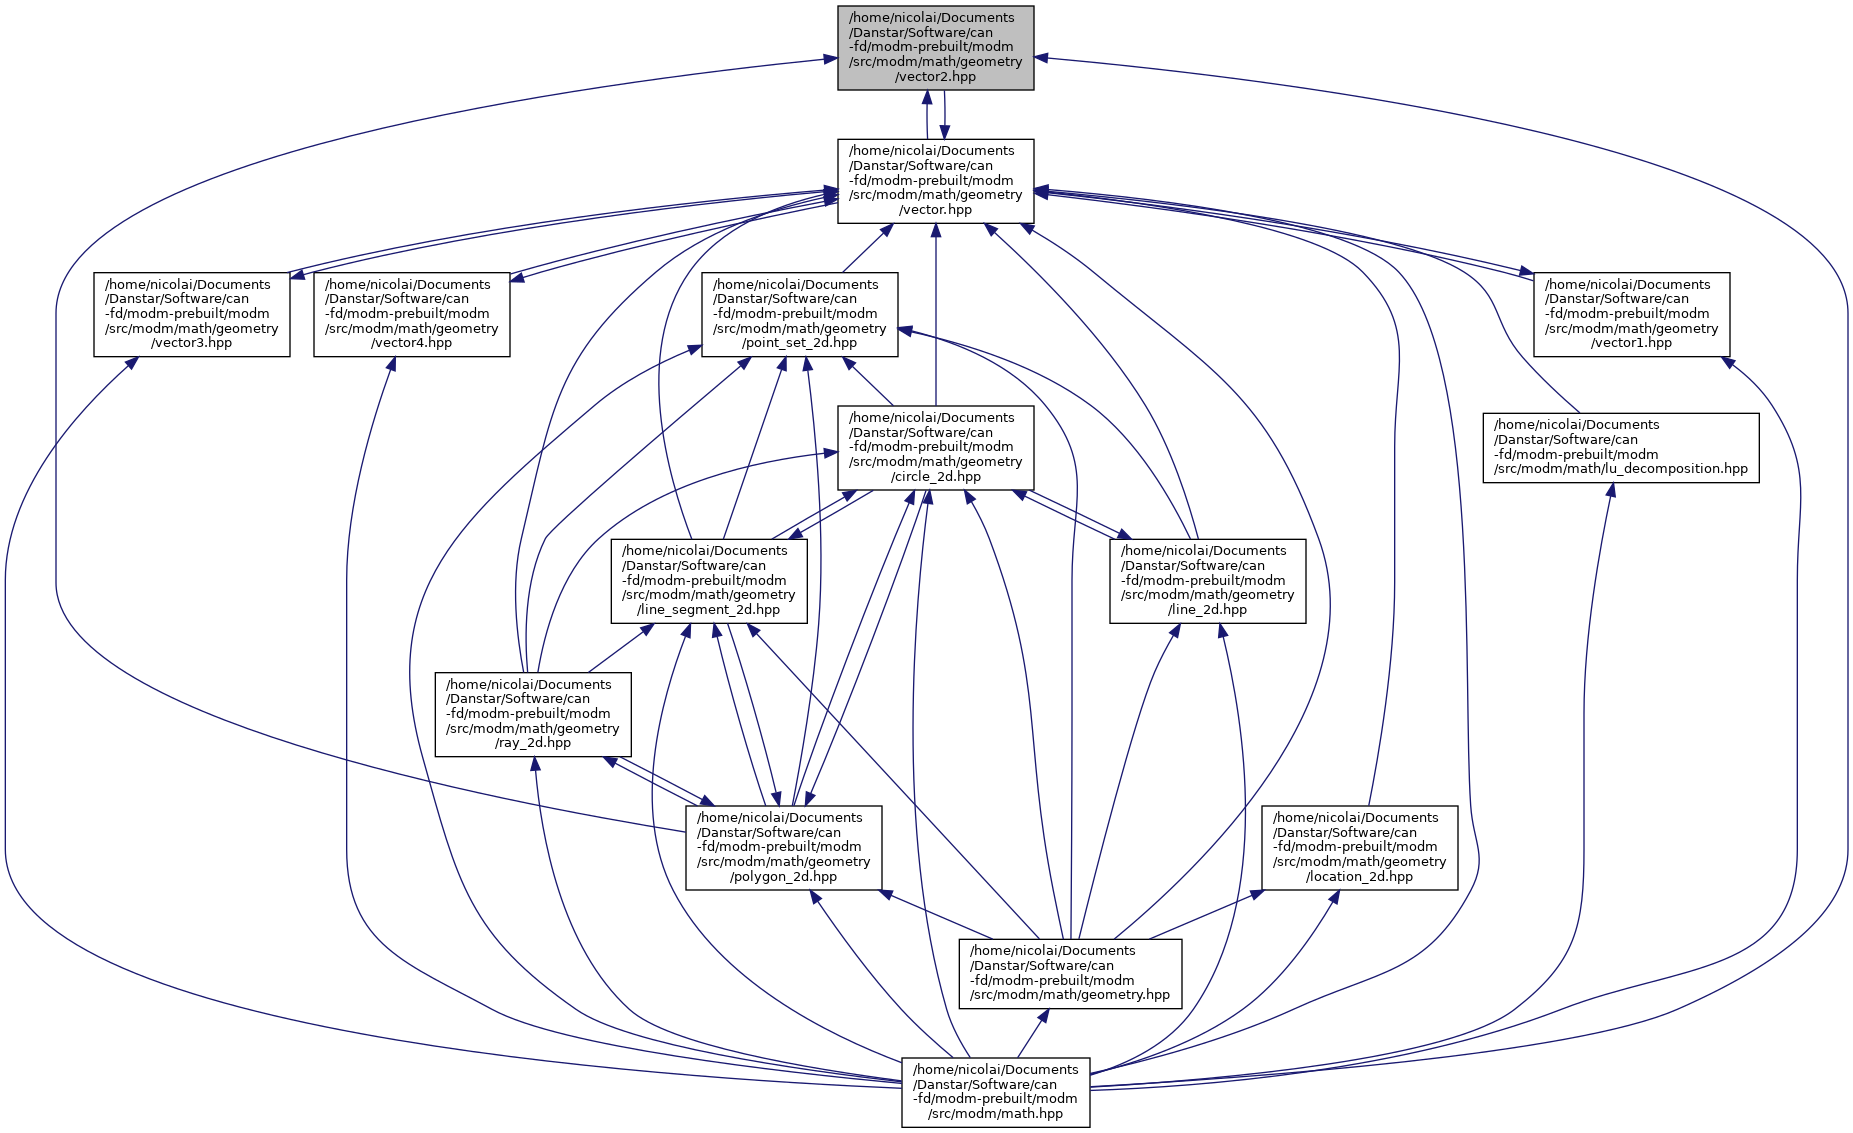 /home/nicolai/Documents
/Danstar/Software/can
-fd/modm-prebuilt/modm
/src/modm/math/geometry
/vector2.hpp
/home/nicolai/Documents
/Danstar/Software/can
-fd/modm-prebuilt/modm
/src/modm/math/geometry
/vector.hpp
/home/nicolai/Documents
/Danstar/Software/can
-fd/modm-prebuilt/modm
/src/modm/math/geometry
/vector3.hpp
/home/nicolai/Documents
/Danstar/Software/can
-fd/modm-prebuilt/modm
/src/modm/math/geometry
/vector4.hpp
/home/nicolai/Documents
/Danstar/Software/can
-fd/modm-prebuilt/modm
/src/modm/math/geometry
/point_set_2d.hpp
/home/nicolai/Documents
/Danstar/Software/can
-fd/modm-prebuilt/modm
/src/modm/math/geometry
/vector1.hpp
/home/nicolai/Documents
/Danstar/Software/can
-fd/modm-prebuilt/modm
/src/modm/math/geometry
/circle_2d.hpp
/home/nicolai/Documents
/Danstar/Software/can
-fd/modm-prebuilt/modm
/src/modm/math/lu_decomposition.hpp
/home/nicolai/Documents
/Danstar/Software/can
-fd/modm-prebuilt/modm
/src/modm/math/geometry
/line_segment_2d.hpp
/home/nicolai/Documents
/Danstar/Software/can
-fd/modm-prebuilt/modm
/src/modm/math/geometry
/line_2d.hpp
/home/nicolai/Documents
/Danstar/Software/can
-fd/modm-prebuilt/modm
/src/modm/math/geometry
/ray_2d.hpp
/home/nicolai/Documents
/Danstar/Software/can
-fd/modm-prebuilt/modm
/src/modm/math/geometry
/polygon_2d.hpp
/home/nicolai/Documents
/Danstar/Software/can
-fd/modm-prebuilt/modm
/src/modm/math/geometry
/location_2d.hpp
/home/nicolai/Documents
/Danstar/Software/can
-fd/modm-prebuilt/modm
/src/modm/math/geometry.hpp
/home/nicolai/Documents
/Danstar/Software/can
-fd/modm-prebuilt/modm
/src/modm/math.hpp